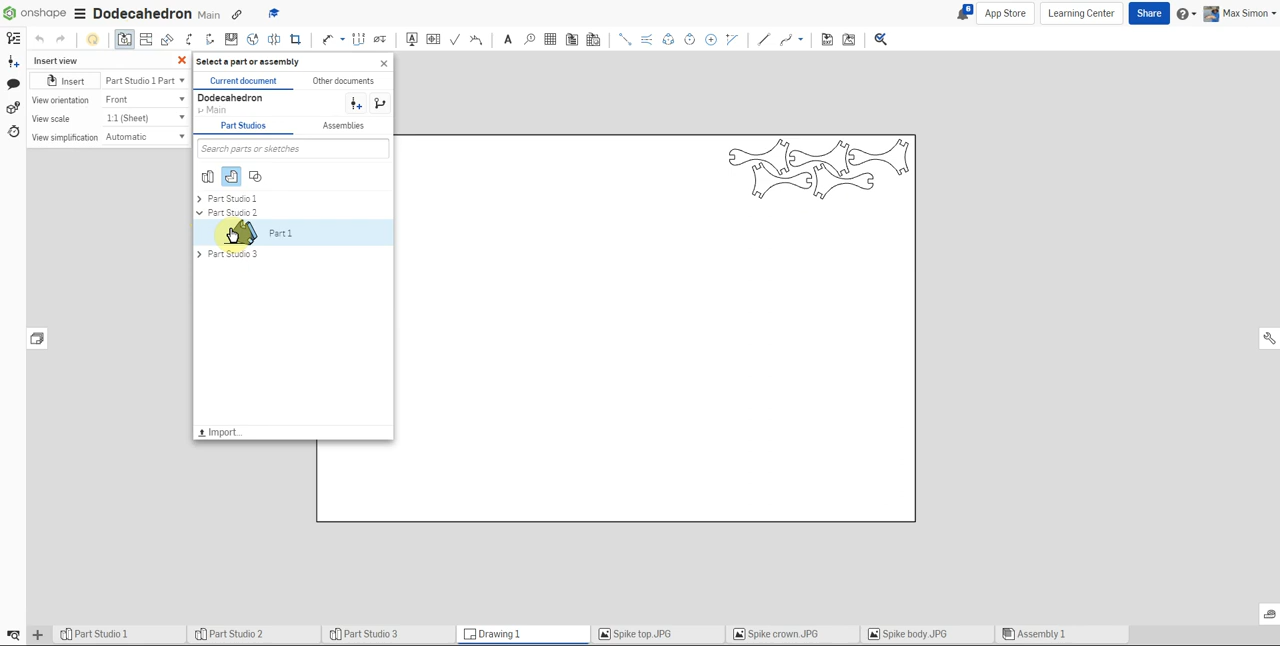 onshape Dodecahedron Main App Store Learning Center Share Max Simon
6
Insert view
Insert Part Studio 1 Part
View orientation Front
View scale 1:1 (Sheet)
View simplification Automatic
Select a part or assembly
Current document Other documents
Dodecahedron
Main
Part Studios Assemblies
Search parts or sketches
Part Studio 1
Part Studio 2
Part 1
Part Studio 3
Import...
Part Studio 1 Part Studio 2 Part Studio 3 Drawing 1 Spike top.JPG Spike crown.JPG Spike body.JPG Assembly 1